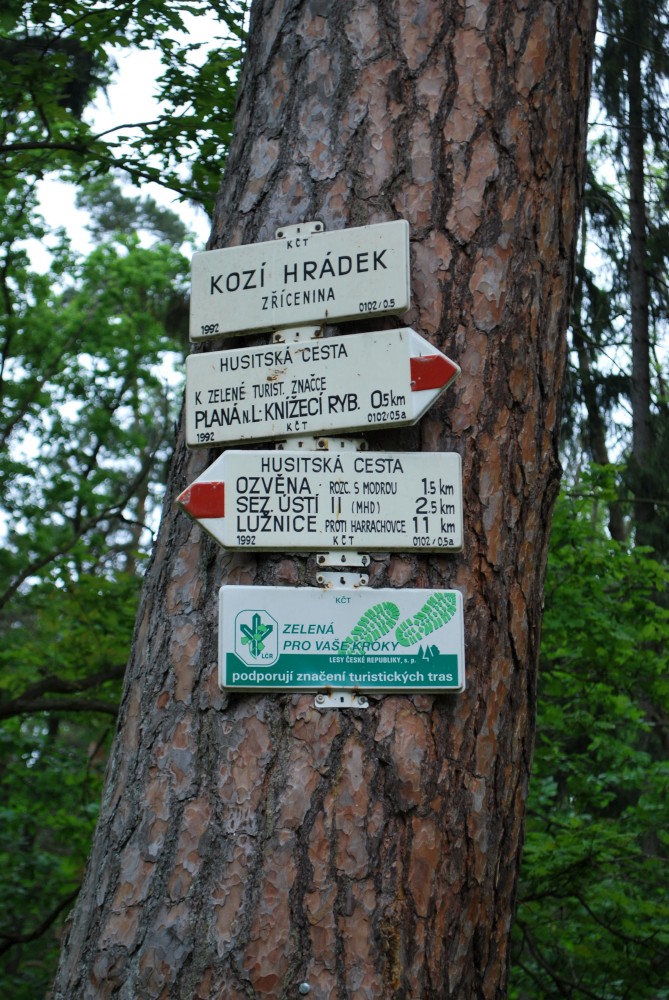 KČT
KOZÍ HRÁDEK
ZŘÍCENINA
1992 0102/0.5
HUSITSKÁ CESTA
K ZELENÉ TURIST. ZNAČCE
PLANÁ n.L: KNÍŽECÍ RYB. 0.5 km
1992 KČT 0102/0.5a
HUSITSKÁ CESTA
OZVĚNA: ROZC. S MODROU 1.5 km
SEZ. ÚSTÍ II (MHD) 2.5 km
LUŽNICE, PROTI HARRACHOVCE 11 km
1992 KČT 0102/0.5a
KČT
ZELENÁ
PRO VAŠE KROKY
LČR
LESY ČESKÉ REPUBLIKY, s. p.
podporují značení turistických tras